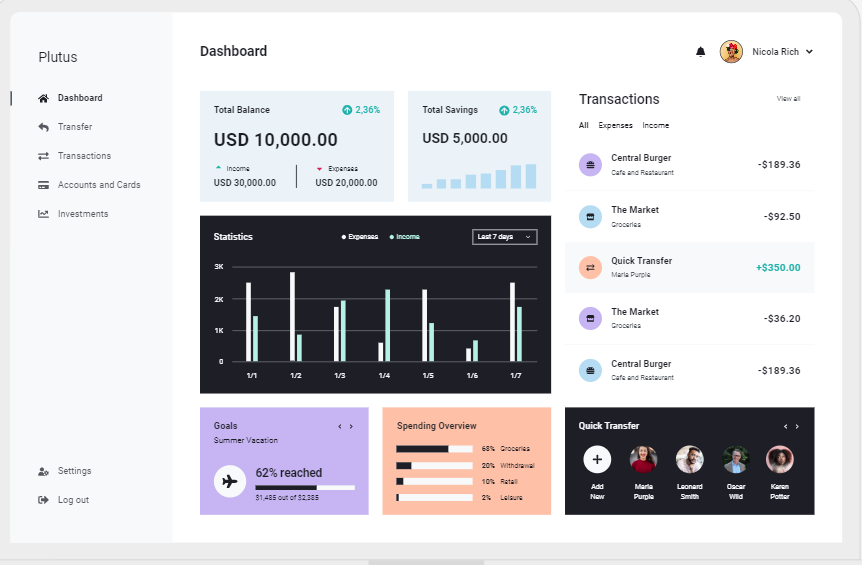 Plutus
Dashboard
Transfer
Transactions
Accounts and Cards
Investments
Settings
Log out
Dashboard
Nicola Rich
Total Balance 2,36%
USD 10,000.00
Income Expenses
USD 30,000.00 USD 20,000.00
Total Savings 2,36%
USD 5,000.00
Statistics Expenses Income Last 7 days
3K
2K
1K
0
1/1 1/2 1/3 1/4 1/5 1/6 1/7
Goals
Summer Vacation
62% reached
$1,485 out of $2,385
Spending Overview
68% Groceries
20% Withdrawal
10% Retail
2% Leisure
Transactions View all
All Expenses Income
Central Burger -$189.36
Cafe and Restaurant
The Market -$92.50
Groceries
Quick Transfer +$350.00
Maria Purple
The Market -$36.20
Groceries
Central Burger -$189.36
Cafe and Restaurant
Quick Transfer
Add Maria Leonard Oscar Karen
New Purple Smith Wild Potter